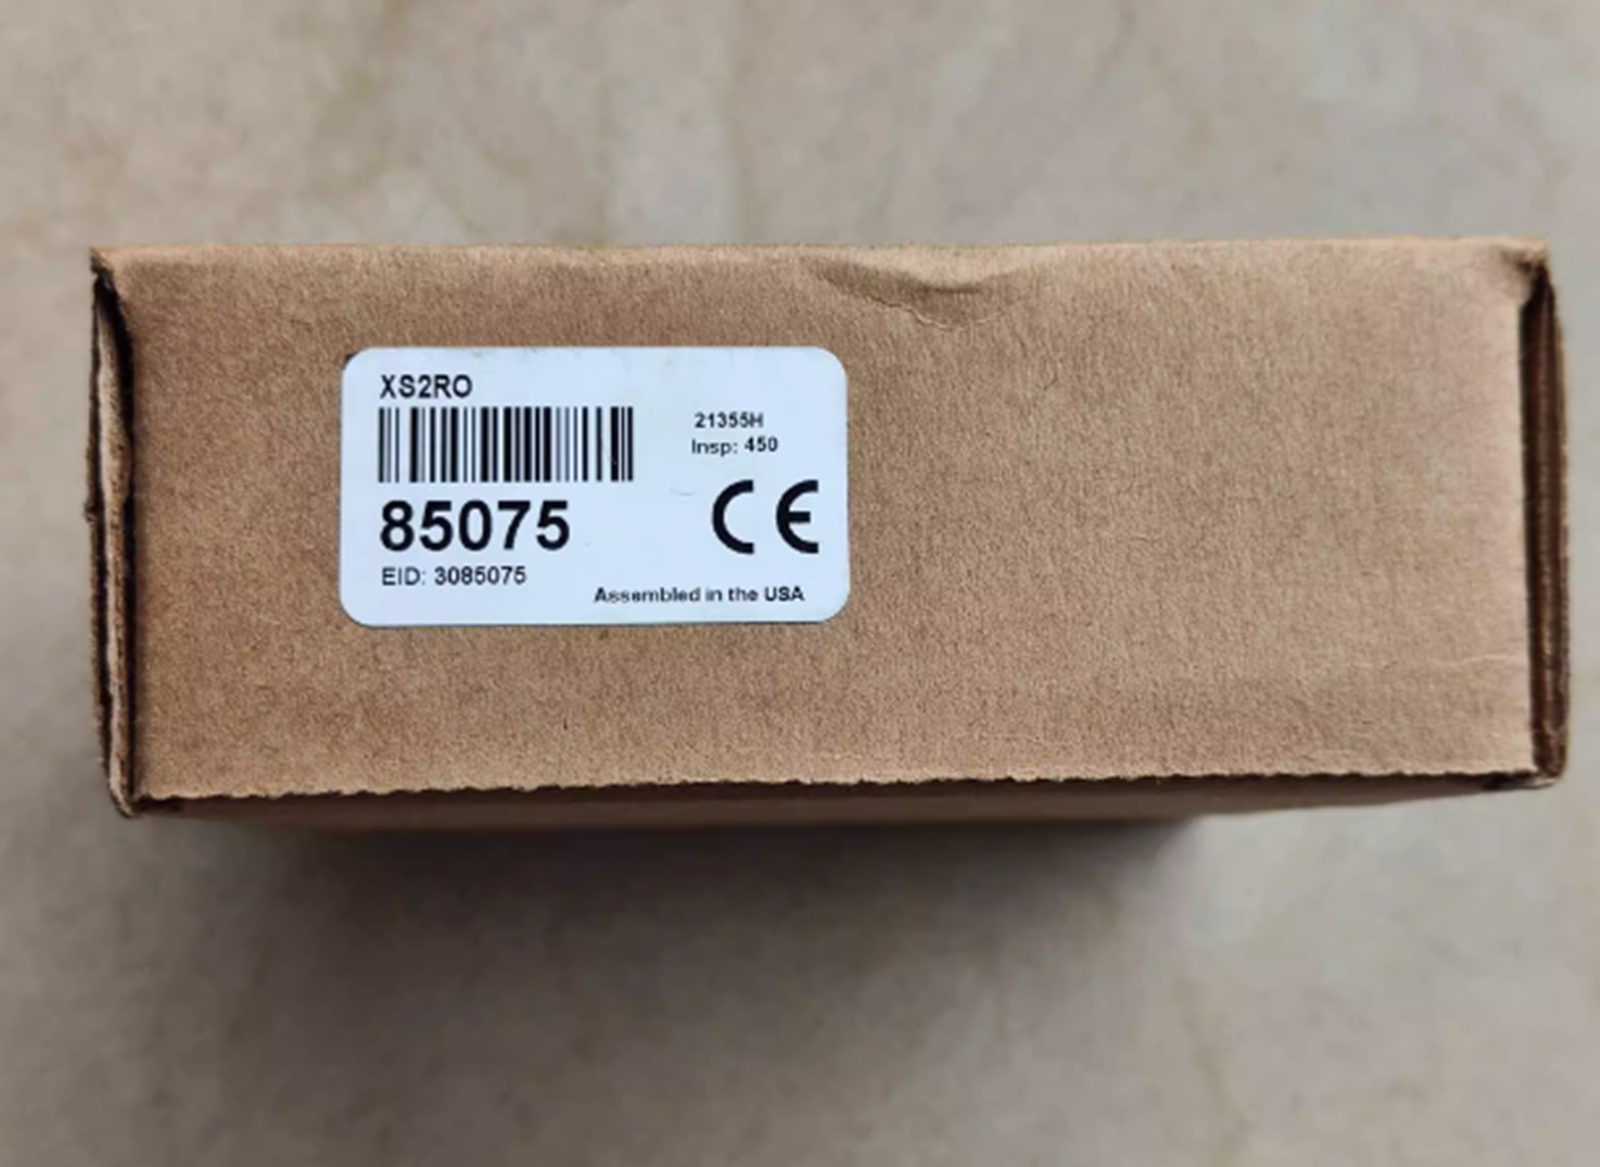 XS2RO
21355H
Insp: 450
85075
CE
EID: 3085075
Assembled in the USA